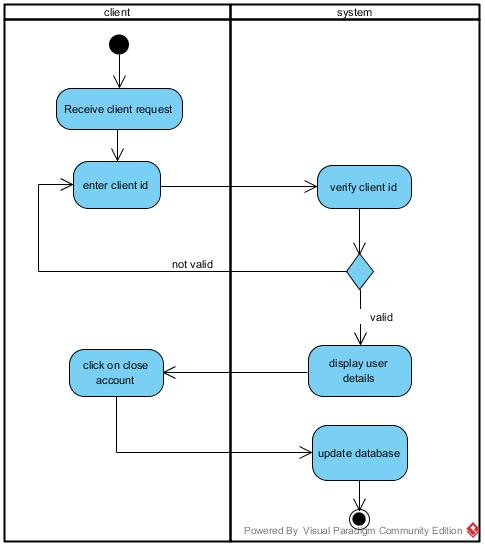 client
system
Receive client request
enter client id
verify client id
not valid
valid
click on close
account
display user
details
update database
Powered By Visual Paradigm Community Edition